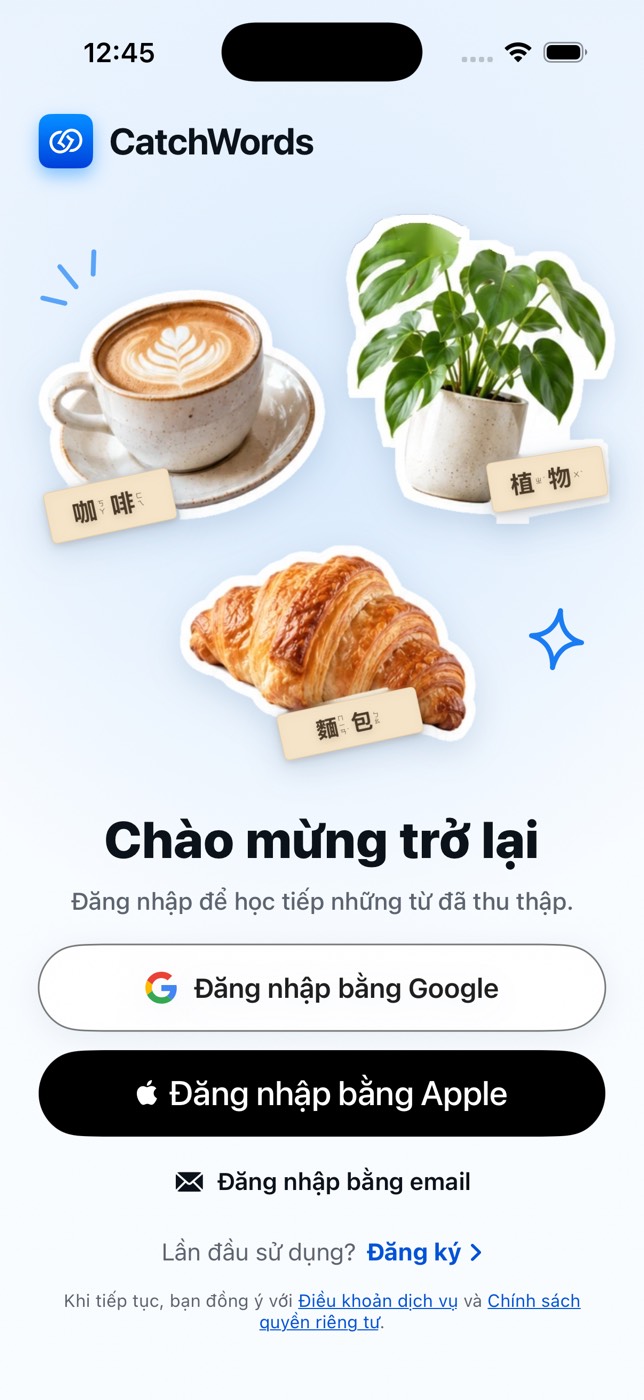 12:45
CatchWords
咖啡
植物
麵包
Chào mừng trở lại
Đăng nhập để học tiếp những từ đã thu thập.
Đăng nhập bằng Google
Đăng nhập bằng Apple
Đăng nhập bằng email
Lần đầu sử dụng? Đăng ký
Khi tiếp tục, bạn đồng ý với Điều khoản dịch vụ và Chính sách
quyền riêng tư.